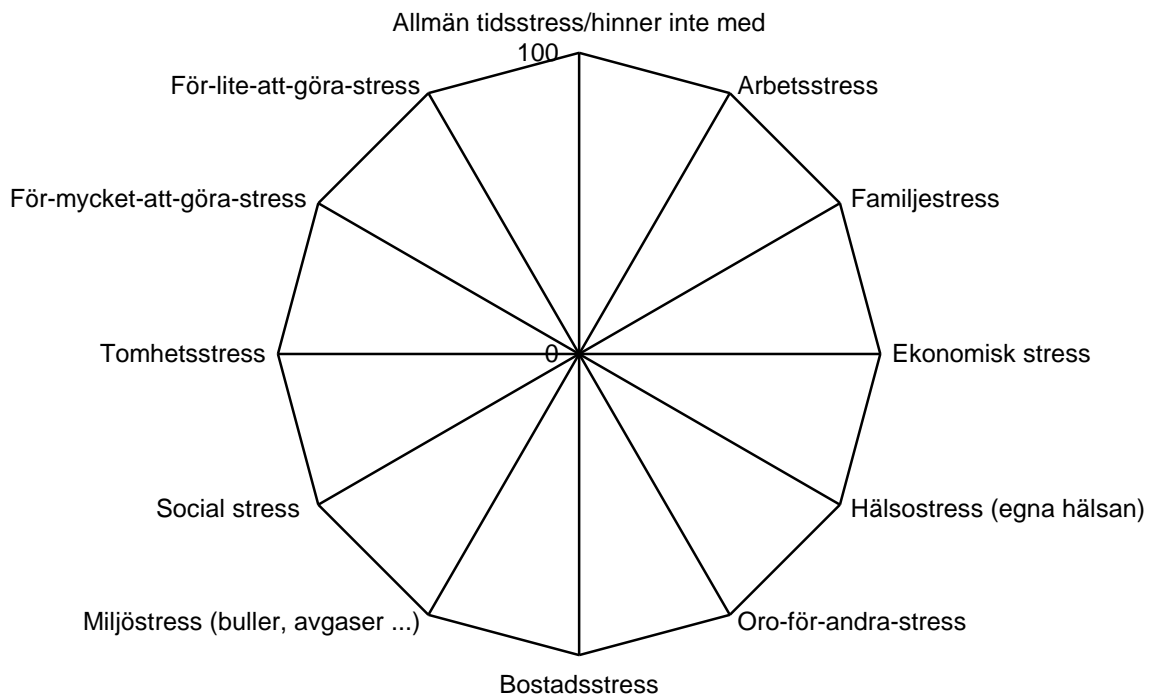 Allmän tidsstress/hinner inte med
100
För-lite-att-göra-stress
Arbetsstress
För-mycket-att-göra-stress
Familjestress
Tomhetsstress
0
Ekonomisk stress
Social stress
Hälsostress (egna hälsan)
Miljöstress (buller, avgaser ...)
Oro-för-andra-stress
Bostadsstress